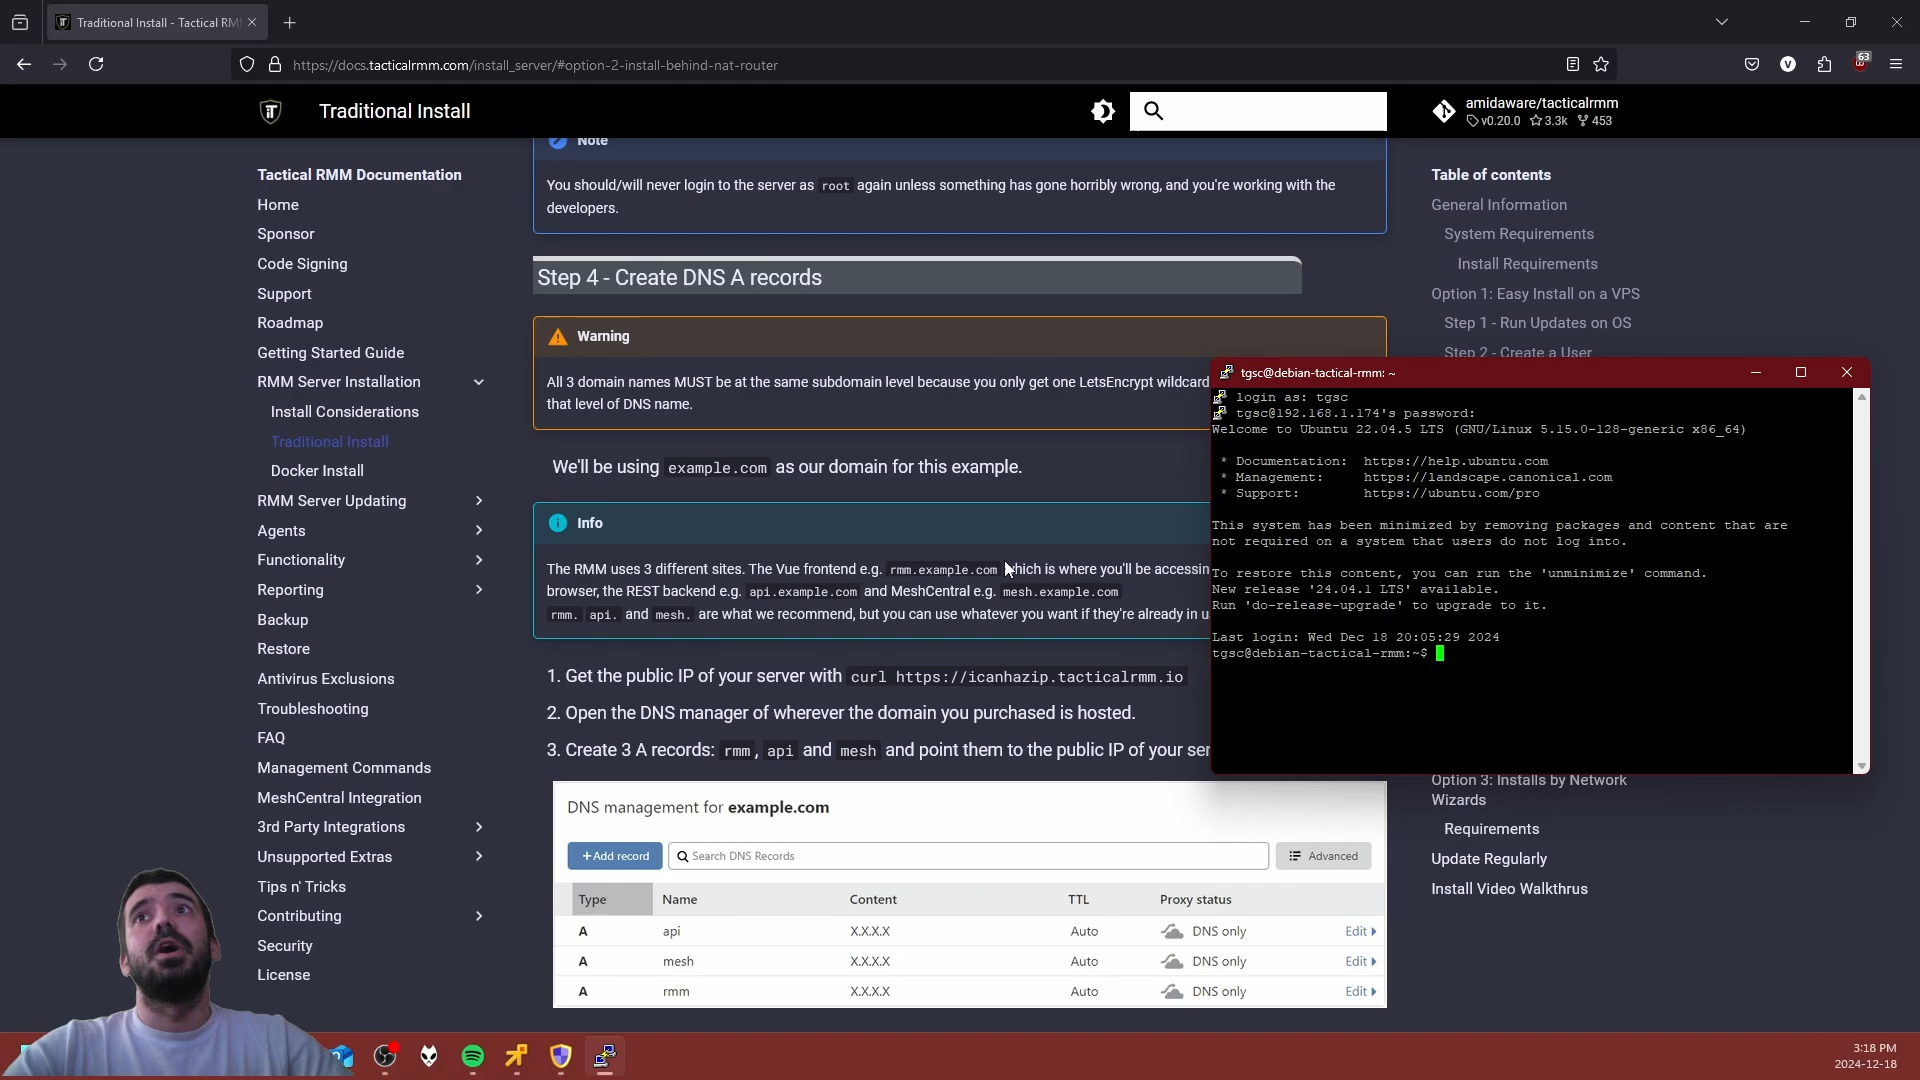 Traditional Install - Tactical RM
https://docs.tacticalrmm.com/install_server/#option-2-install-behind-nat-router
V
63
Traditional Install
amidaware/tacticalrmm
v0.20.0 3.3k 453
Tactical RMM Documentation
Home
Sponsor
Code Signing
Support
Roadmap
Getting Started Guide
RMM Server Installation
Install Considerations
Traditional Install
Docker Install
RMM Server Updating
Agents
Functionality
Reporting
Backup
Restore
Antivirus Exclusions
Troubleshooting
FAQ
Management Commands
MeshCentral Integration
3rd Party Integrations
Unsupported Extras
Tips n' Tricks
Contributing
Security
License
Note
You should/will never login to the server as root again unless something has gone horribly wrong, and you're working with the
developers.
Step 4 - Create DNS A records
Warning
All 3 domain names MUST be at the same subdomain level because you only get one LetsEncrypt wildcard
that level of DNS name.
We'll be using example.com as our domain for this example.
Info
The RMM uses 3 different sites. The Vue frontend e.g. rmm.example.com which is where you'll be accessin
browser, the REST backend e.g. api.example.com and MeshCentral e.g. mesh.example.com
rmm. api. and mesh. are what we recommend, but you can use whatever you want if they're already in u
1. Get the public IP of your server with curl https://icanhazip.tacticalrmm.io
2. Open the DNS manager of wherever the domain you purchased is hosted.
3. Create 3 A records: rmm, api and mesh and point them to the public IP of your ser
DNS management for example.com
+Add record
Search DNS Records
Advanced
Type Name Content TTL Proxy status
A api X.X.X.X Auto DNS only Edit
A mesh X.X.X.X Auto DNS only Edit
A rmm X.X.X.X Auto DNS only Edit
Table of contents
General Information
System Requirements
Install Requirements
Option 1: Easy Install on a VPS
Step 1 - Run Updates on OS
Step 2 - Create a User
tgsc@debian-tactical-rmm: ~
login as: tgsc
tgsc@192.168.1.174's password:
Welcome to Ubuntu 22.04.5 LTS (GNU/Linux 5.15.0-128-generic x86_64)
* Documentation: https://help.ubuntu.com
* Management: https://landscape.canonical.com
* Support: https://ubuntu.com/pro
This system has been minimized by removing packages and content that are
not required on a system that users do not log into.
To restore this content, you can run the 'unminimize' command.
New release '24.04.1 LTS' available.
Run 'do-release-upgrade' to upgrade to it.
Last login: Wed Dec 18 20:05:29 2024
tgsc@debian-tactical-rmm:~$
Option 3: Installs by Network
Wizards
Requirements
Update Regularly
Install Video Walkthrus
3:18 PM
2024-12-18